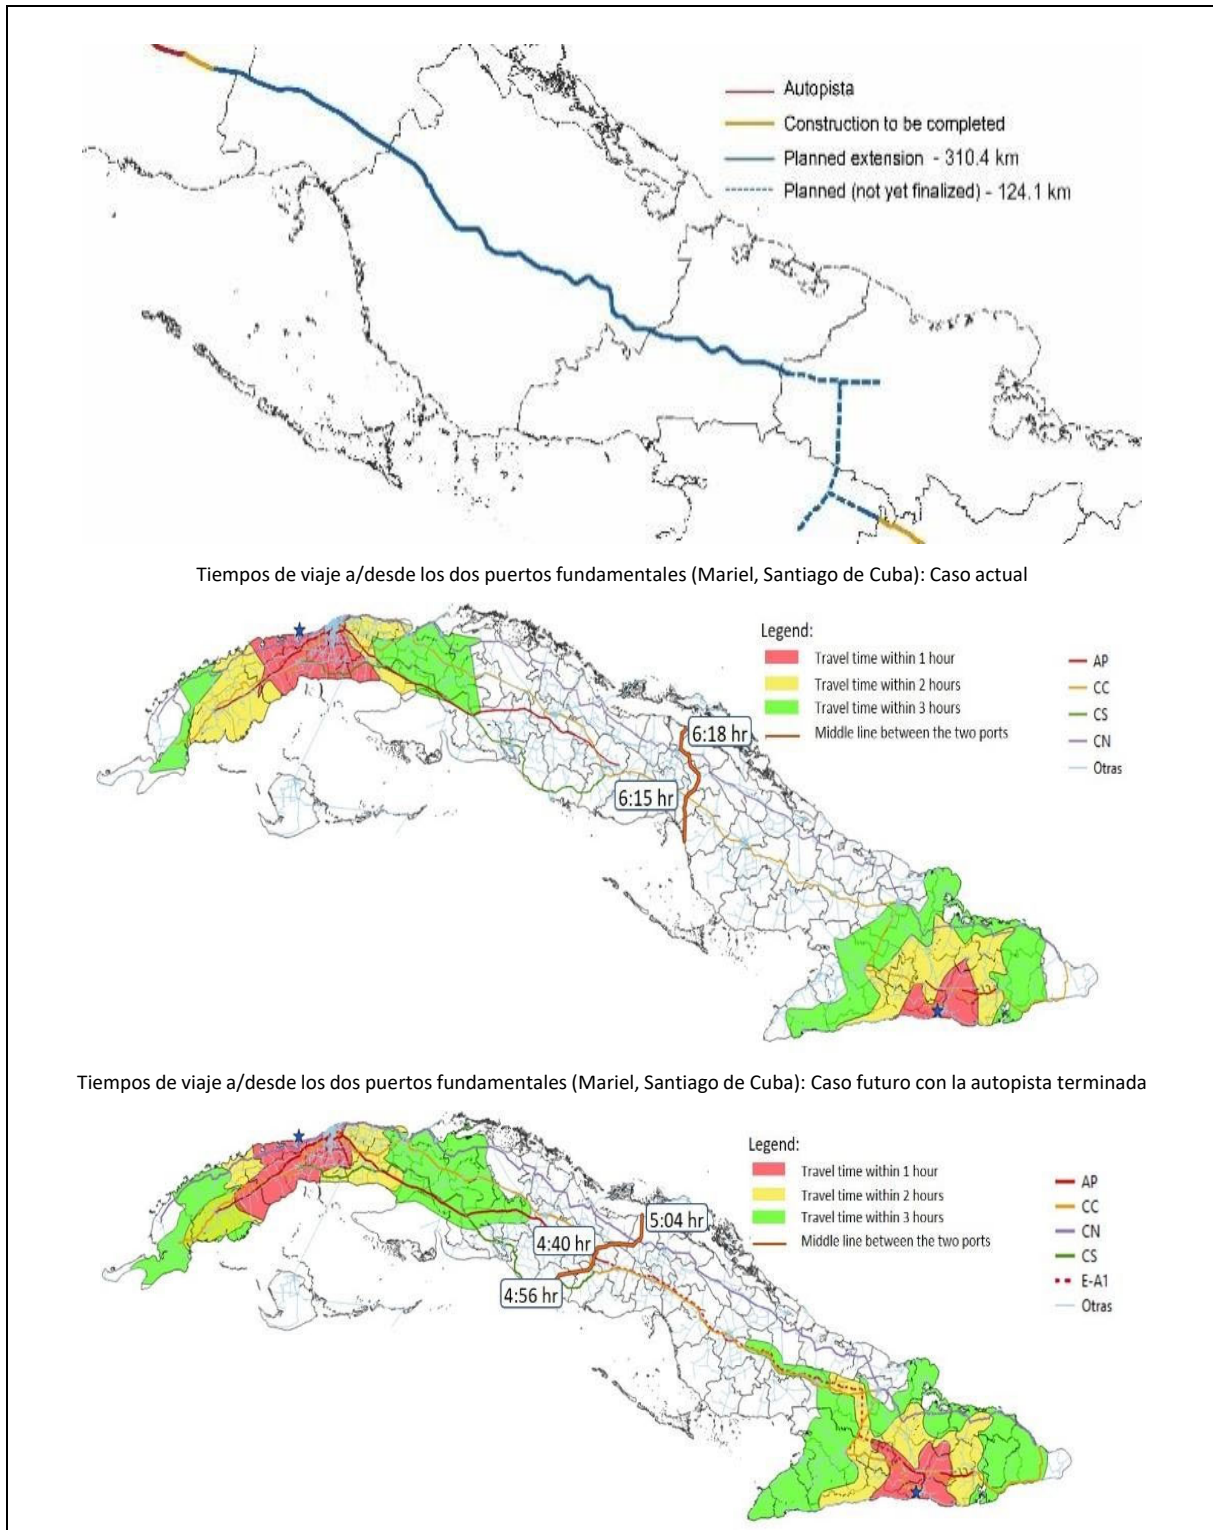 Autopista
Construction to be completed
Planned extension - 310.4 km
Planned (not yet finalized) - 124.1 km
Tiempos de viaje a/desde los dos puertos fundamentales (Mariel, Santiago de Cuba): Caso actual
Legend:
Travel time within 1 hour
Travel time within 2 hours
Travel time within 3 hours
Middle line between the two ports
AP
CC
CS
CN
Otras
6:18 hr
6:15 hr
Tiempos de viaje a/desde los dos puertos fundamentales (Mariel, Santiago de Cuba): Caso futuro con la autopista terminada
Legend:
Travel time within 1 hour
Travel time within 2 hours
Travel time within 3 hours
Middle line between the two ports
AP
CC
CN
CS
E-A1
Otras
5:04 hr
4:40 hr
4:56 hr